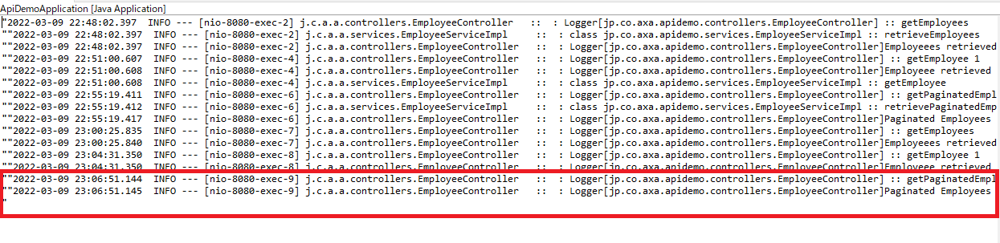 ApiDemoApplication [Java Application]
"2022-03-09 22:48:02.397  INFO --- [nio-8080-exec-2] j.c.a.a.controllers.EmployeeController   ::  : Logger[jp.co.axa.apidemo.controllers.EmployeeController] :: getEmployees
""2022-03-09 22:48:02.397  INFO --- [nio-8080-exec-2] j.c.a.a.services.EmployeeServiceImpl     ::  : class jp.co.axa.apidemo.services.EmployeeServiceImpl :: retrieveEmployees
""2022-03-09 22:48:02.397  INFO --- [nio-8080-exec-2] j.c.a.a.controllers.EmployeeController   ::  : Logger[jp.co.axa.apidemo.controllers.EmployeeController]Employeees retrieved
""2022-03-09 22:51:00.607  INFO --- [nio-8080-exec-4] j.c.a.a.controllers.EmployeeController   ::  : Logger[jp.co.axa.apidemo.controllers.EmployeeController] :: getEmployee 1
""2022-03-09 22:51:00.608  INFO --- [nio-8080-exec-4] j.c.a.a.controllers.EmployeeController   ::  : Logger[jp.co.axa.apidemo.controllers.EmployeeController]Employeee retrieved
""2022-03-09 22:51:00.608  INFO --- [nio-8080-exec-4] j.c.a.a.services.EmployeeServiceImpl     ::  : class jp.co.axa.apidemo.services.EmployeeServiceImpl :: getEmployee
""2022-03-09 22:55:19.411  INFO --- [nio-8080-exec-6] j.c.a.a.controllers.EmployeeController   ::  : Logger[jp.co.axa.apidemo.controllers.EmployeeController] :: getPaginatedEmpl
""2022-03-09 22:55:19.412  INFO --- [nio-8080-exec-6] j.c.a.a.services.EmployeeServiceImpl     ::  : class jp.co.axa.apidemo.services.EmployeeServiceImpl :: retrievePaginatedEmp
""2022-03-09 22:55:19.417  INFO --- [nio-8080-exec-6] j.c.a.a.controllers.EmployeeController   ::  : Logger[jp.co.axa.apidemo.controllers.EmployeeController]Paginated Employees
""2022-03-09 23:00:25.835  INFO --- [nio-8080-exec-7] j.c.a.a.controllers.EmployeeController   ::  : Logger[jp.co.axa.apidemo.controllers.EmployeeController] :: getEmployees
""2022-03-09 23:00:25.840  INFO --- [nio-8080-exec-7] j.c.a.a.controllers.EmployeeController   ::  : Logger[jp.co.axa.apidemo.controllers.EmployeeController]Employeees retrieved
""2022-03-09 23:04:31.350  INFO --- [nio-8080-exec-8] j.c.a.a.controllers.EmployeeController   ::  : Logger[jp.co.axa.apidemo.controllers.EmployeeController] :: getEmployee 1
""2022-03-09 23:04:31.350  INFO --- [nio-8080-exec-8] j.c.a.a.controllers.EmployeeController   ::  : Logger[jp.co.axa.apidemo.controllers.EmployeeController]Employeee retrieved
""2022-03-09 23:06:51.144  INFO --- [nio-8080-exec-9] j.c.a.a.controllers.EmployeeController   ::  : Logger[jp.co.axa.apidemo.controllers.EmployeeController] :: getPaginatedEmpl
""2022-03-09 23:06:51.145  INFO --- [nio-8080-exec-9] j.c.a.a.controllers.EmployeeController   ::  : Logger[jp.co.axa.apidemo.controllers.EmployeeController]Paginated Employees
"